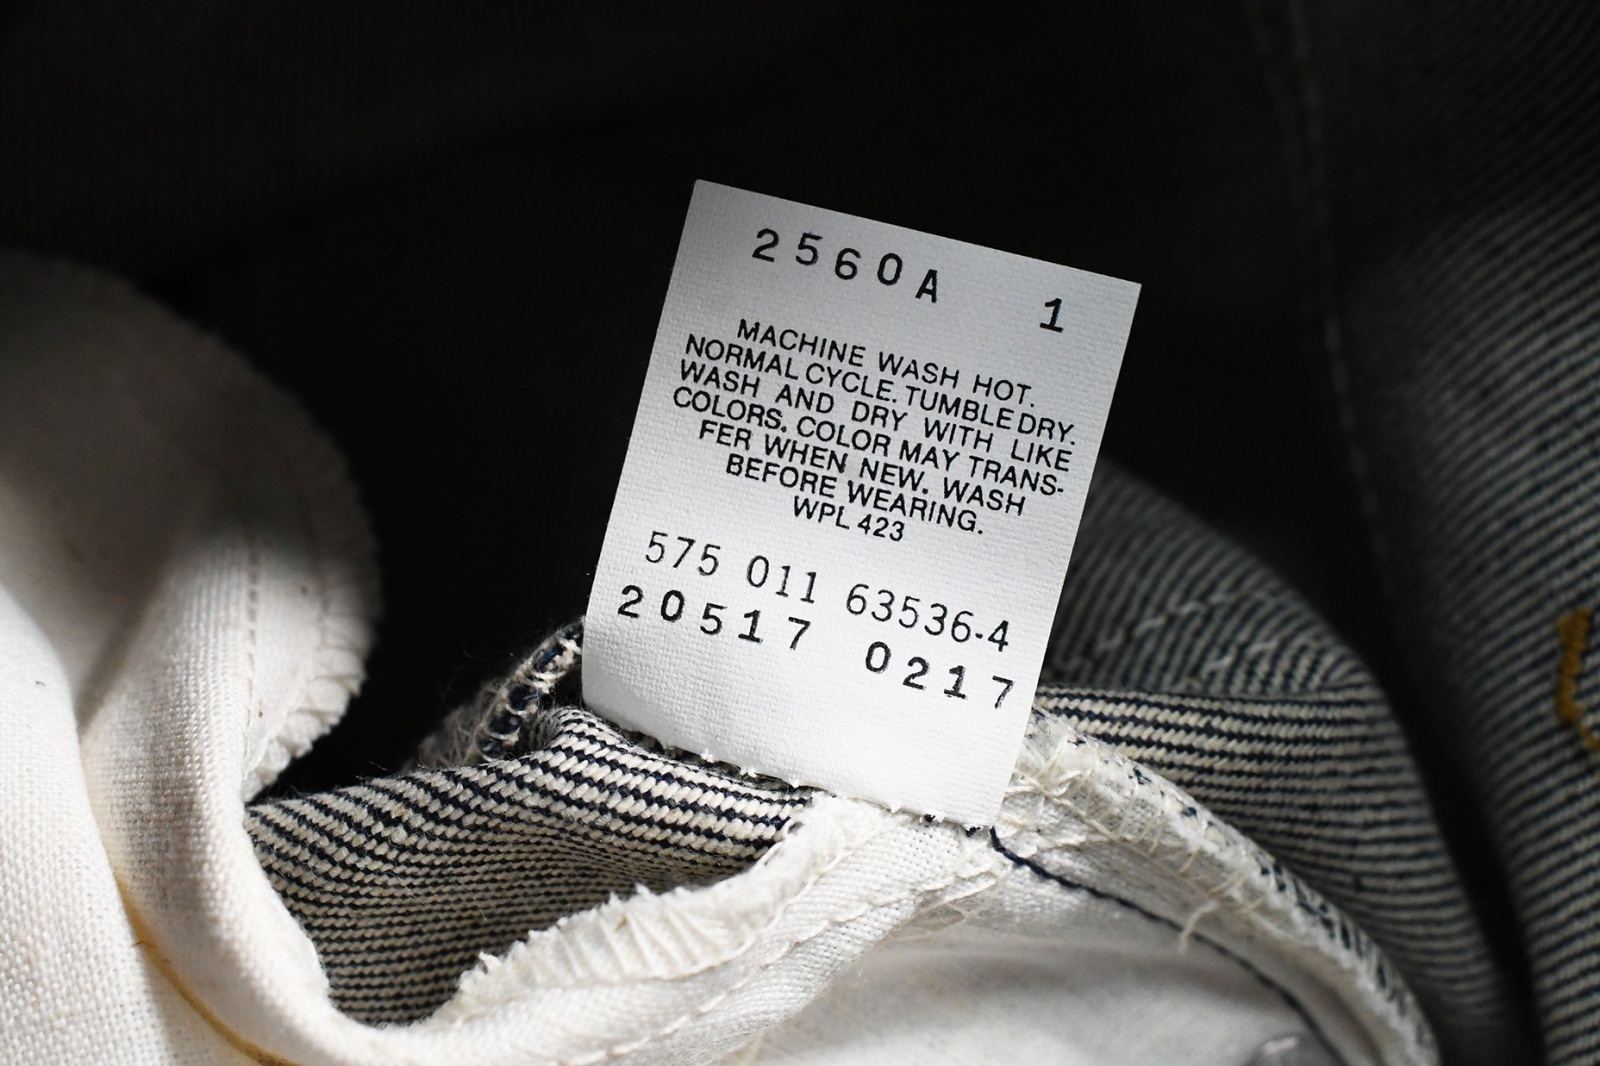 2560A 1
MACHINE WASH HOT.
NORMAL CYCLE. TUMBLE DRY.
WASH AND DRY WITH LIKE
COLORS. COLOR MAY TRANS-
FER WHEN NEW. WASH
BEFORE WEARING.
WPL 423
575 011 63536-4
20517 0217